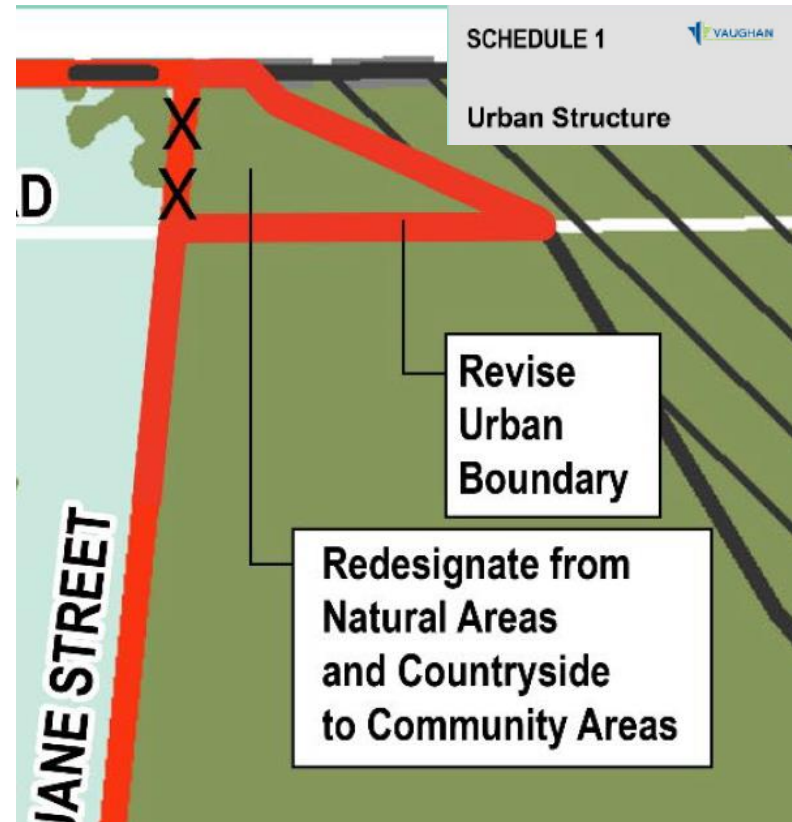 SCHEDULE 1
VAUGHAN
Urban Structure
X
X
D
Revise
Urban
Boundary
Redesignate from
Natural Areas
and Countryside
to Community Areas
JANE STREET